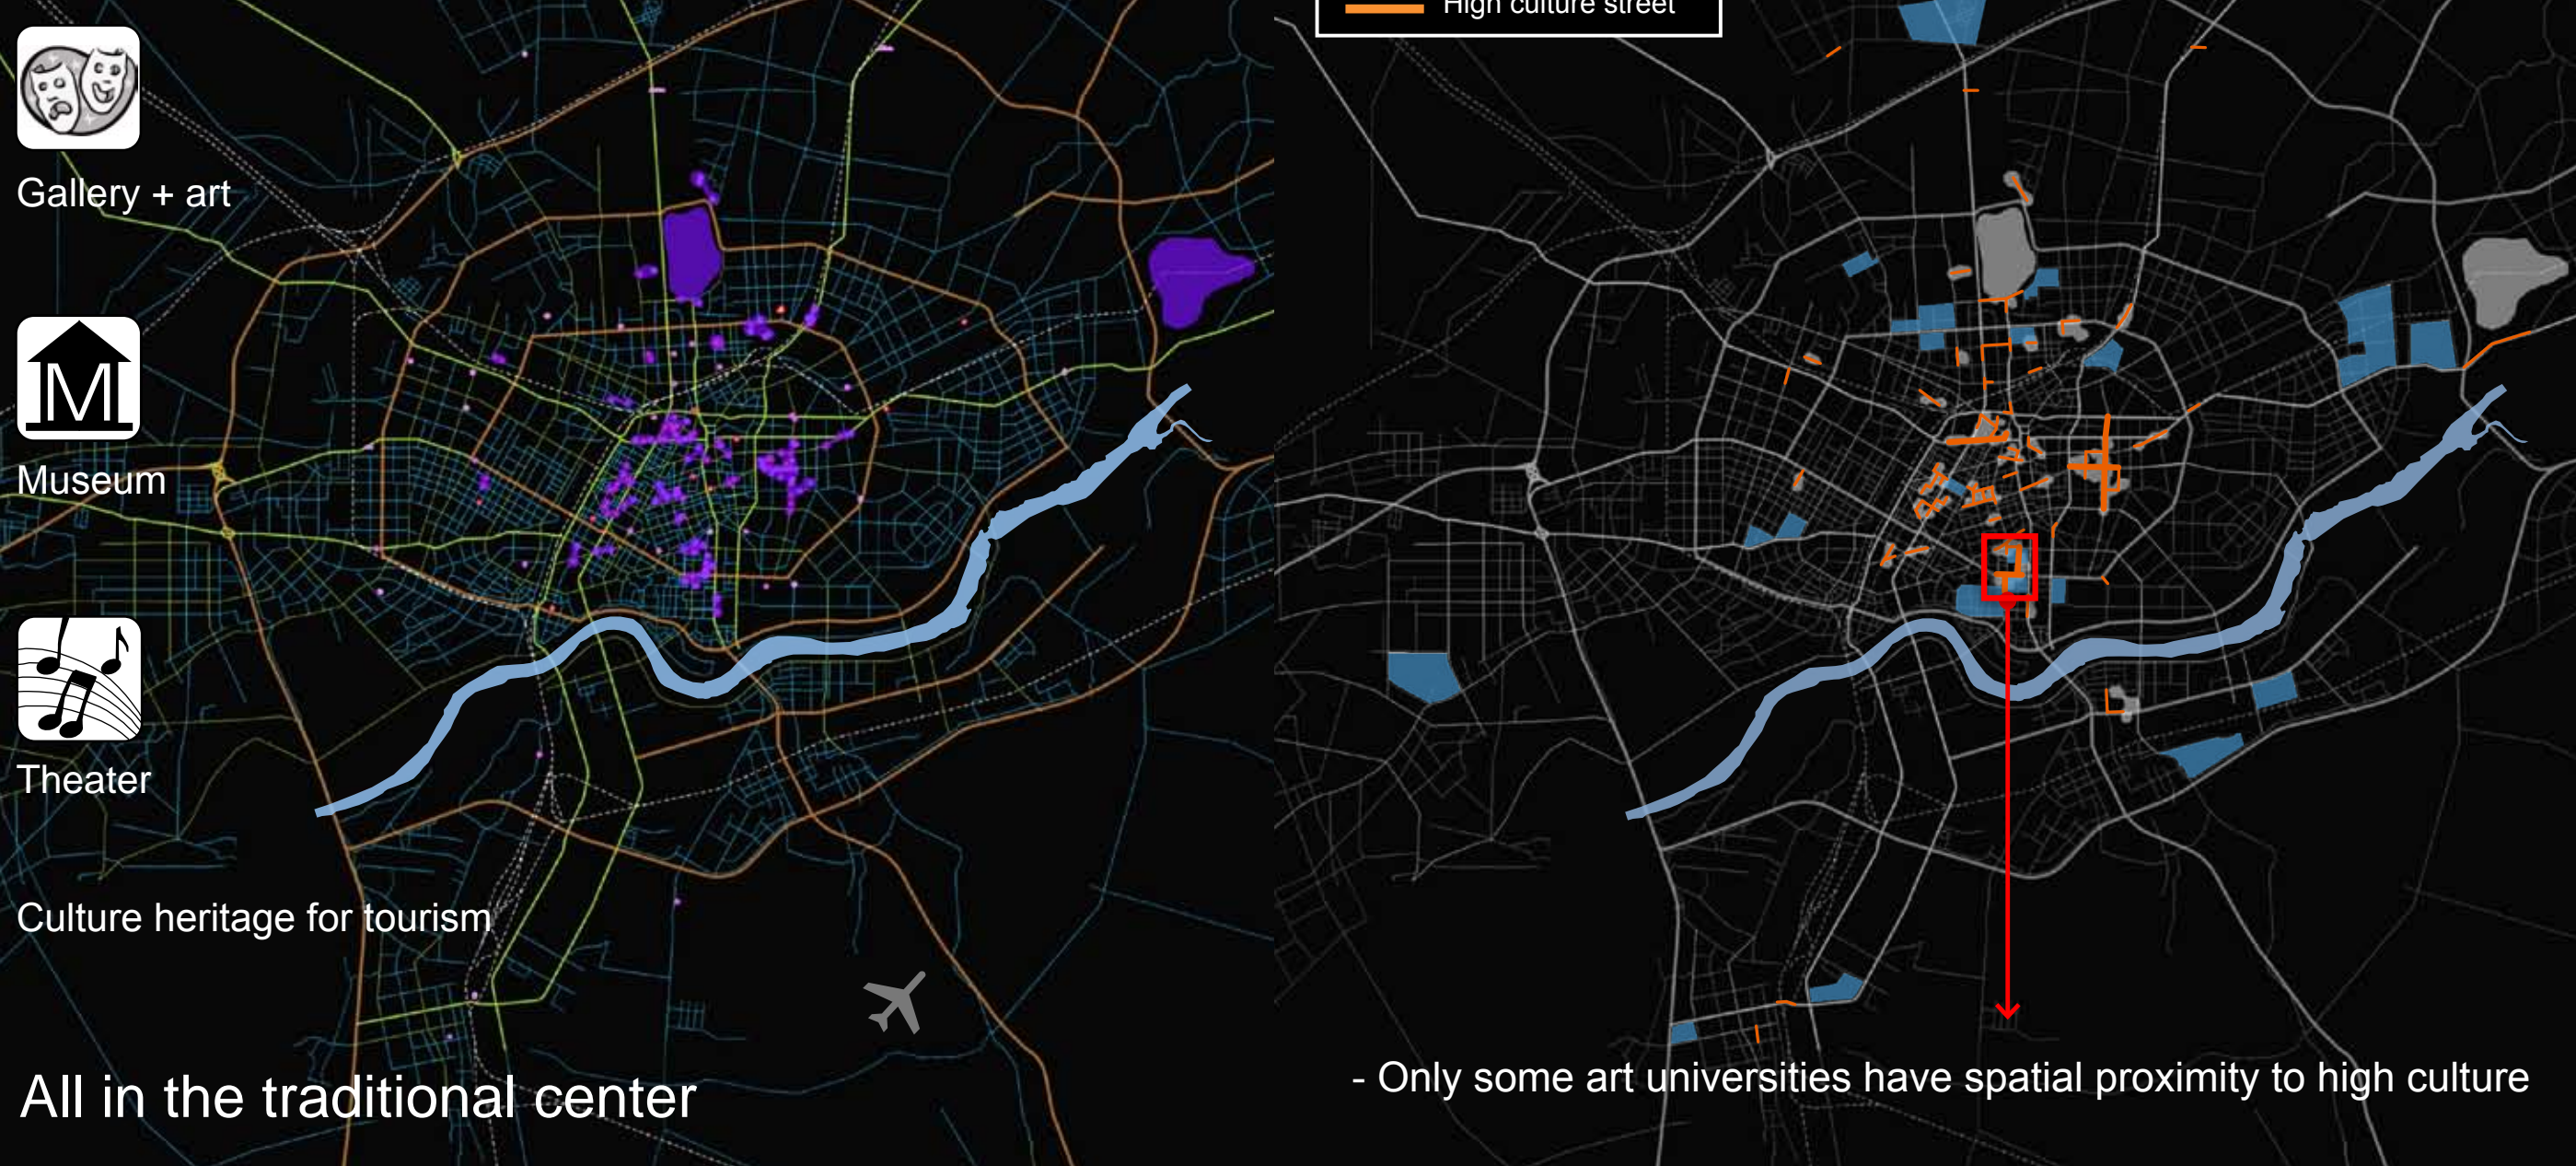 Gallery + art
M
Museum
Theater
Culture heritage for tourism
All in the traditional center
High culture street
- Only some art universities have spatial proximity to high culture